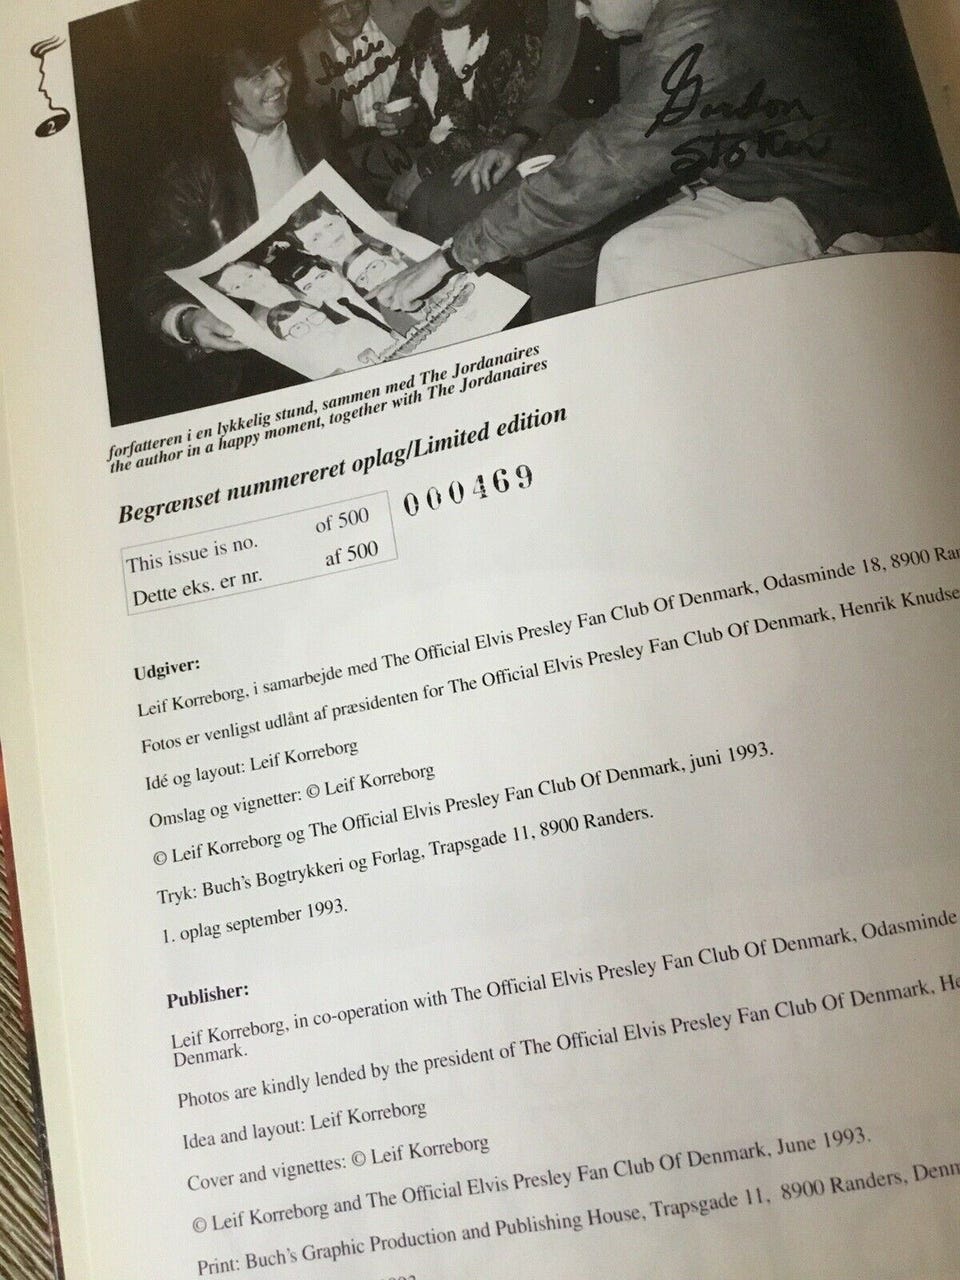 2
Gordon
Stoker
forfatteren i en lykkelig stund, sammen med The Jordanaires
the author in a happy moment, together with The Jordanaires
Begrænset nummereret oplag/Limited edition
This issue is no. of 500 000469
Dette eks. er nr. af 500
Udgiver:
Leif Korreborg, i samarbejde med The Official Elvis Presley Fan Club Of Denmark, Odasminde 18, 8900
Fotos er venligst udlånt af præsidenten for The Official Elvis Presley Fan Club Of Denmark, Henrik
Idé og layout: Leif Korreborg
Omslag og vignetter: © Leif Korreborg
© Leif Korreborg og The Official Elvis Presley Fan Club Of Denmark, juni 1993.
Tryk: Buch's Bogtrykkeri og Forlag, Trapsgade 11, 8900 Randers.
1. oplag september 1993.
Publisher:
Leif Korreborg, in co-operation with The Official Elvis Presley Fan Club Of Denmark, Odasminde
Denmark.
Photos are kindly lended by the president of The Official Elvis Presley Fan Club Of Denmark,
Idea and layout: Leif Korreborg
Cover and vignettes: © Leif Korreborg
© Leif Korreborg and The Official Elvis Presley Fan Club Of Denmark, June 1993.
Print: Buch's Graphic Production and Publishing House, Trapsgade 11, 8900 Randers,